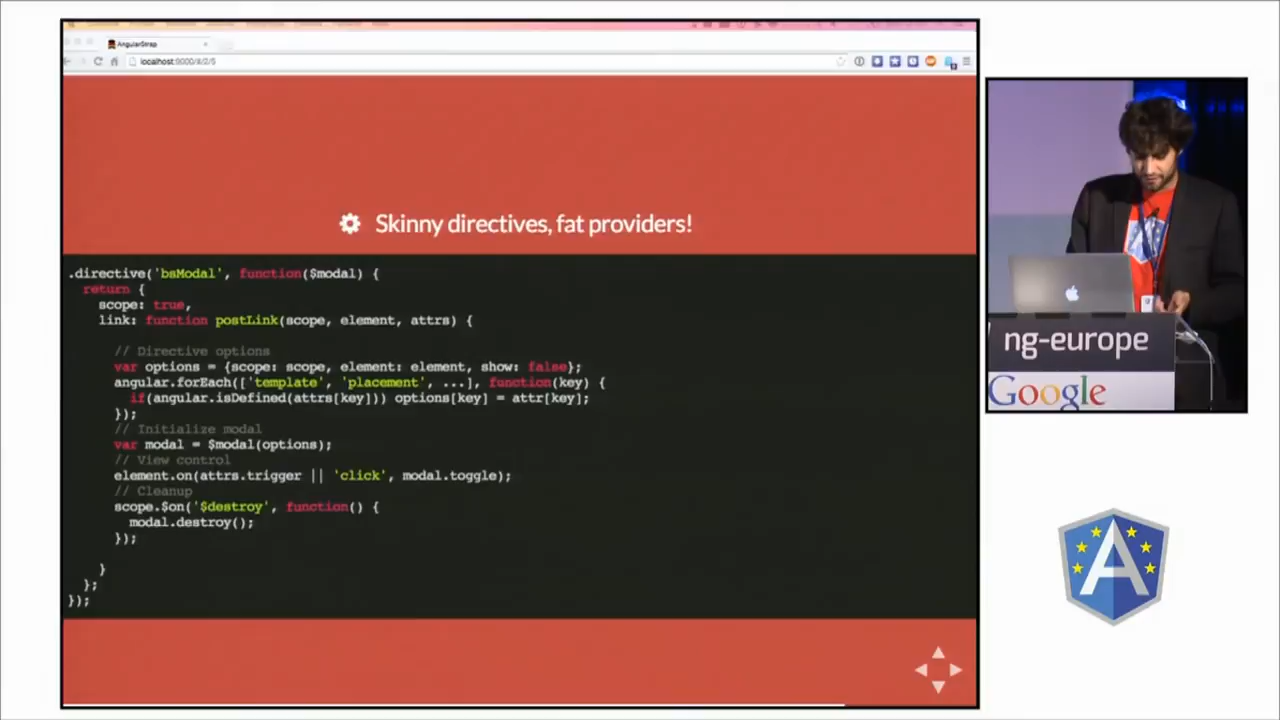 AngularStrap
localhost:9000/#/2/5
Skinny directives, fat providers!
.directive('bsModal', function($modal) {
return {
scope: true,
link: function postLink(scope, element, attrs) {
// Directive options
var options = {scope: scope, element: element, show: false};
angular.forEach(['template', 'placement', ...], function(key) {
if(angular.isDefined(attrs[key])) options[key] = attr[key];
});
// Initialize modal
var modal = $modal(options);
// View control
element.on(attrs.trigger || 'click', modal.toggle);
// Cleanup
scope.$on('$destroy', function() {
modal.destroy();
});
}
};
});
ng-europe
Google
A